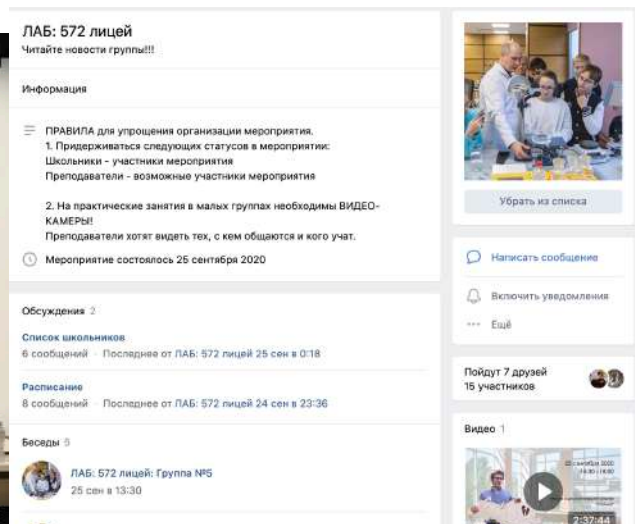 ЛАБ: 572 лицей
Читайте новости группы!!!
Информация
ПРАВИЛА для упрощения организации мероприятия.
1. Придерживаться следующих статусов в мероприятии:
Школьники - участники мероприятия
Преподаватели - возможные участники мероприятия
2. На практические занятия в малых группах необходимы ВИДЕО-
КАМЕРЫ!
Преподаватели хотят видеть тех, с кем общаются и кого учат.
Мероприятие состоялось 25 сентября 2020
Обсуждения 2
Список школьников
6 сообщений · Последнее от ЛАБ: 572 лицей 25 сен в 0:18
Расписание
8 сообщений · Последнее от ЛАБ: 572 лицей 24 сен в 23:36
Беседы 5
ЛАБ: 572 лицей: Группа №5
25 сен в 13:30
Убрать из списка
Написать сообщение
Включить уведомления
Ещё
Пойдут 7 друзей
15 участников
Видео 1
2:37:44